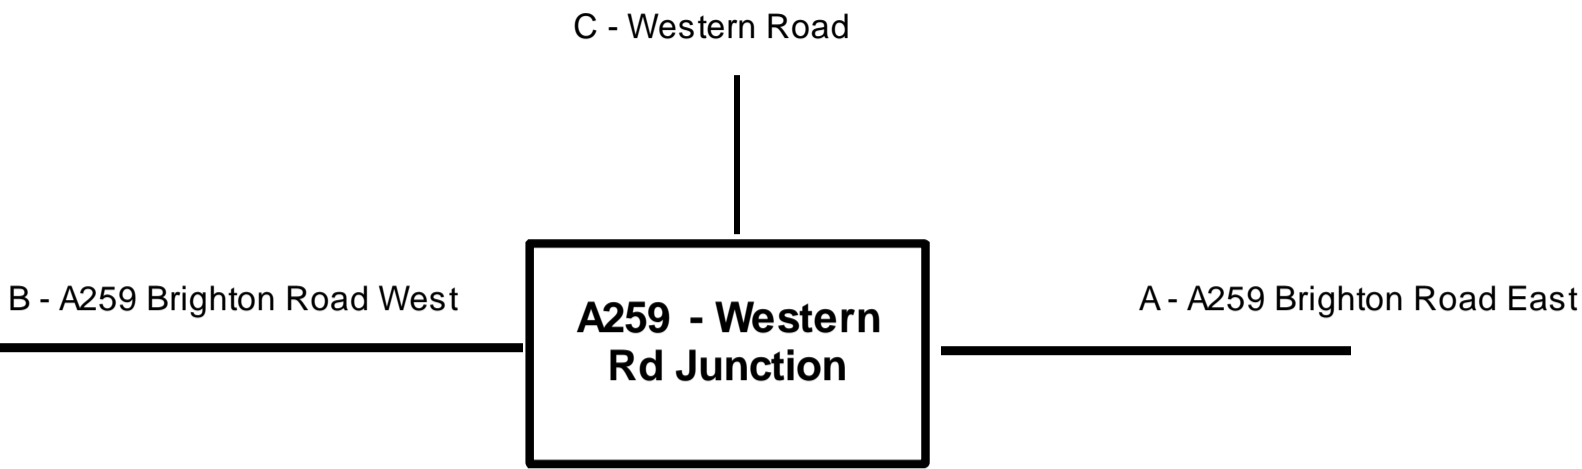 C - Western Road
B - A259 Brighton Road West
A - A259 Brighton Road East
A259 - Western
Rd Junction